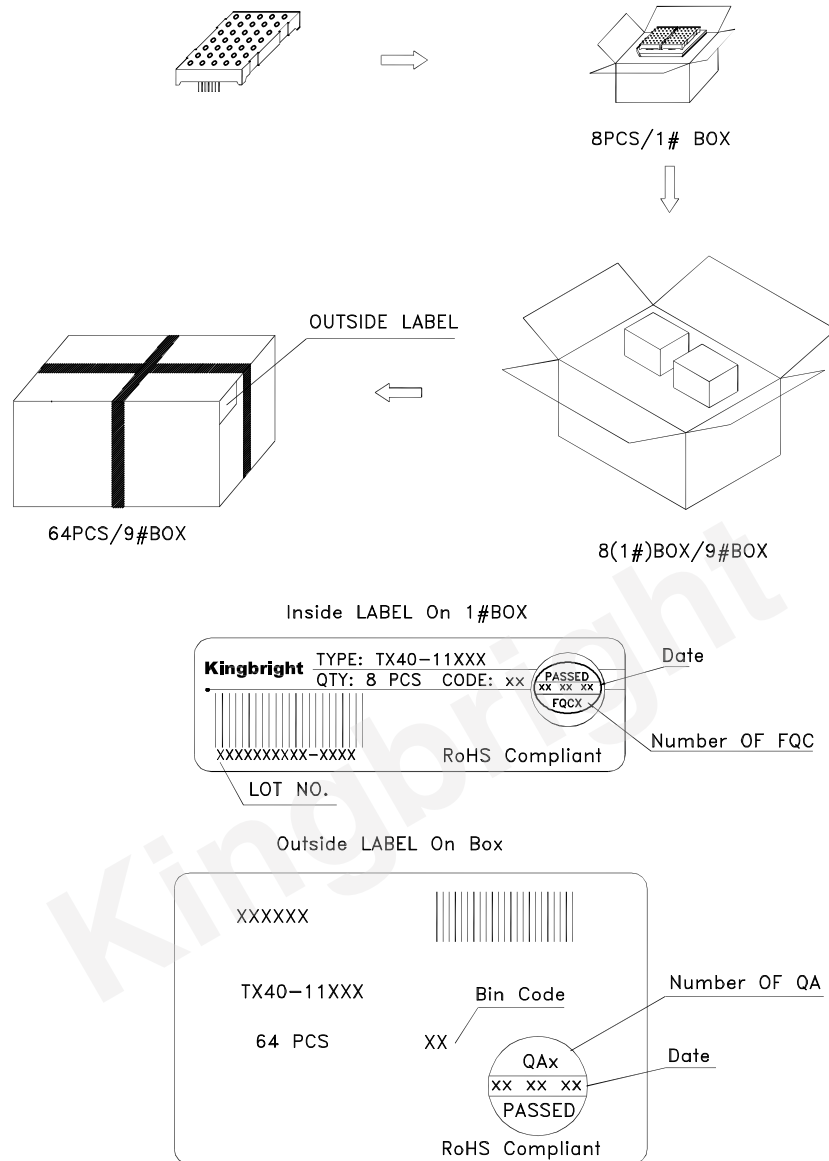 8PCS/1# BOX
OUTSIDE LABEL
64PCS/9#BOX
8(1#)BOX/9#BOX
Inside LABEL On 1#BOX
Kingbright
TYPE: TX40-11XXX
QTY: 8 PCS CODE: xx
PASSED
xx xx xx
FQCX
Date
Number OF FQC
XXXXXXXXXX-XXXX
RoHS Compliant
LOT NO.
Outside LABEL On Box
XXXXXX
TX40-11XXX
Bin Code
Number OF QA
64 PCS
XX
QAx
xx xx xx
PASSED
Date
RoHS Compliant
Kingbright